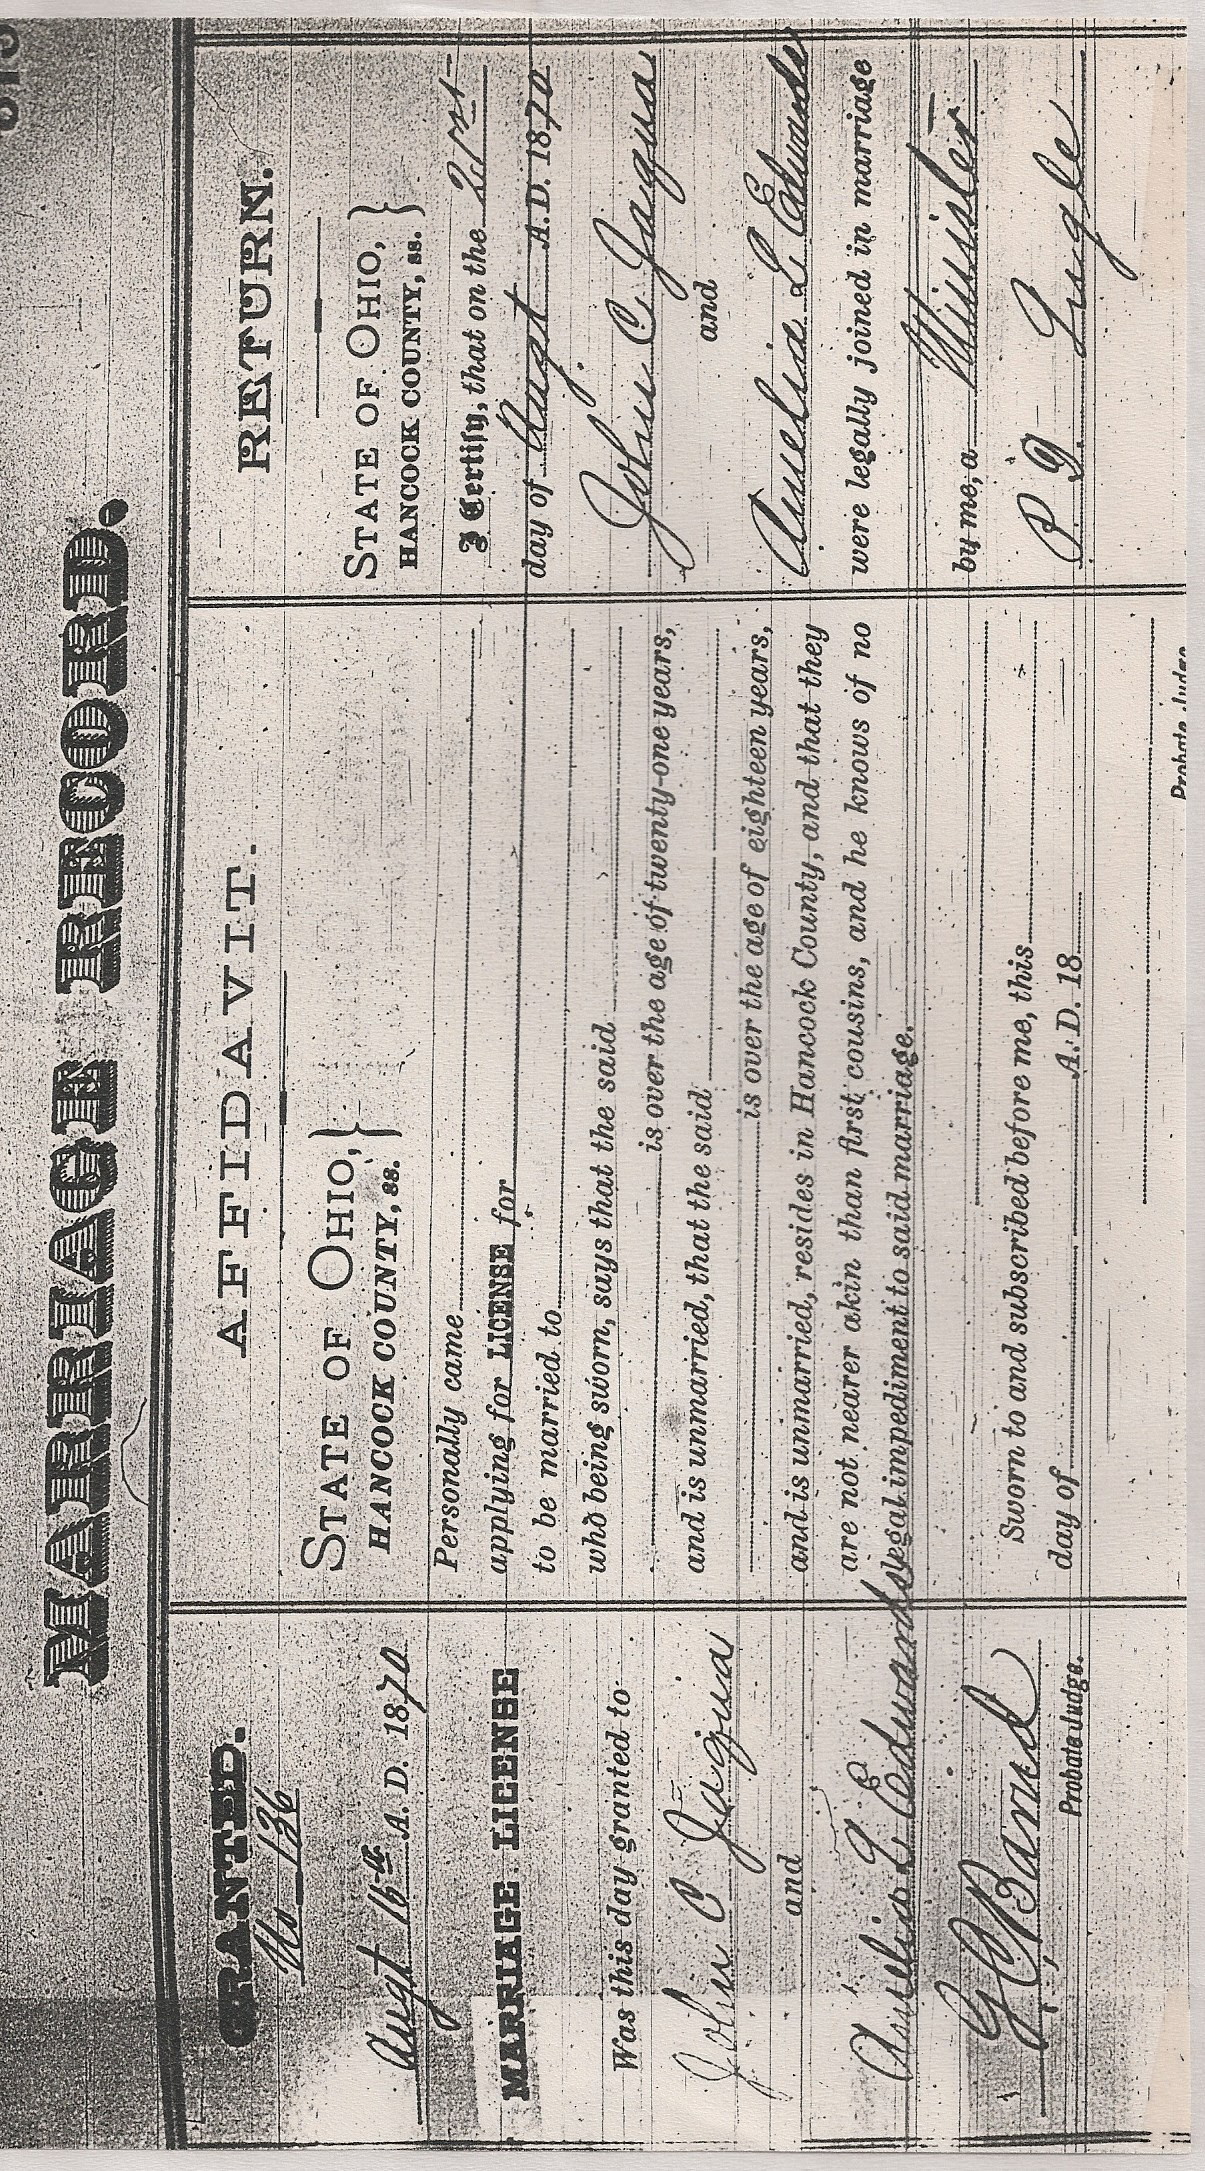 MARRIAGE RECORD.
GRANTED.
No 136
Augt 16th A. D. 1870
MARRIAGE LICENSE
Was this day granted to
John C Jaqua
and
Amelia L Edwards
Probate Judge.
AFFIDAVIT.
STATE OF OHIO, }
HANCOCK COUNTY, ss.
Personally came
applying for LICENSE for
to be married to
who being sworn, says that the said
is over the age of twenty-one years,
and is unmarried, that the said
is over the age of eighteen years,
and is unmarried, resides in Hancock County, and that they
are not nearer akin than first cousins, and he knows of no
legal impediment to said marriage.
Sworn to and subscribed before me, this
day of A. D. 18
Probate Judge
RETURN.
STATE OF OHIO, }
HANCOCK COUNTY, ss.
I Certify, that on the 21st
day of Augt A. D. 1870
John C Jaqua
and
Amelia L Edwards
were legally joined in marriage
by me, a Minister
P G